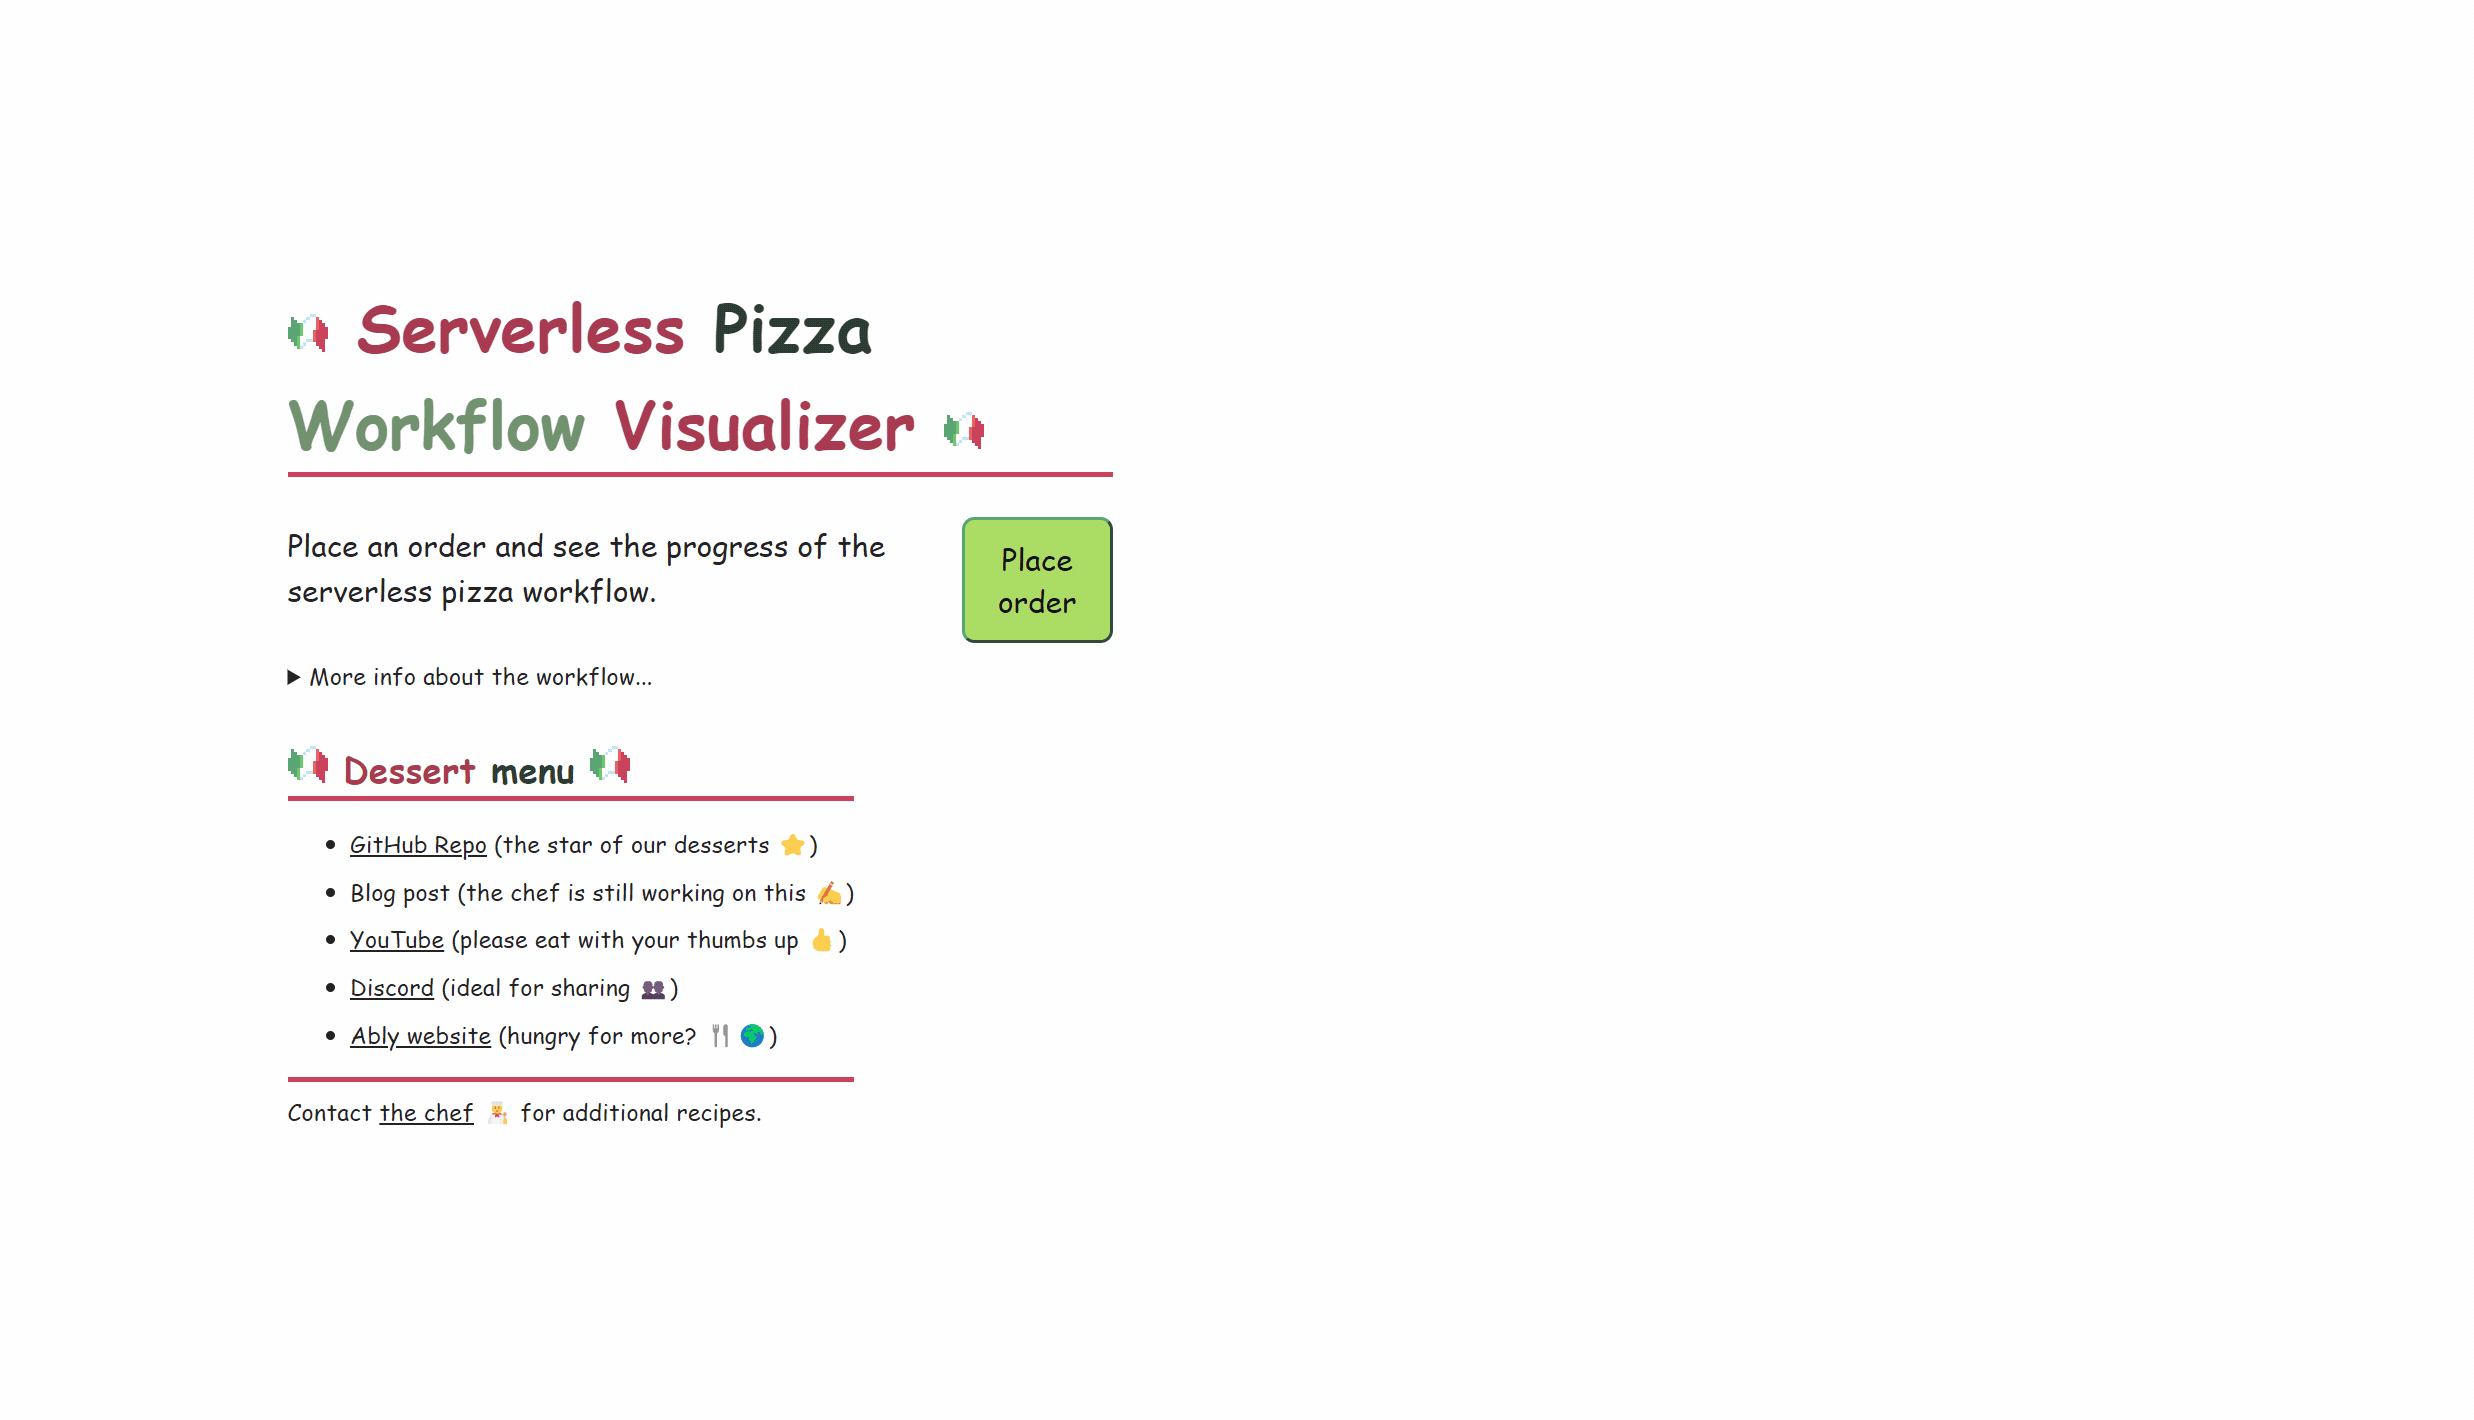 Serverless Pizza
Workflow Visualizer
Place an order and see the progress of the
serverless pizza workflow.
Place
order
More info about the workflow...
Dessert menu
GitHub Repo (the star of our desserts ⭐)
Blog post (the chef is still working on this ✍)
YouTube (please eat with your thumbs up 👍)
Discord (ideal for sharing 👥)
Ably website (hungry for more? 🍴🌍)
Contact the chef 👨‍🍳 for additional recipes.